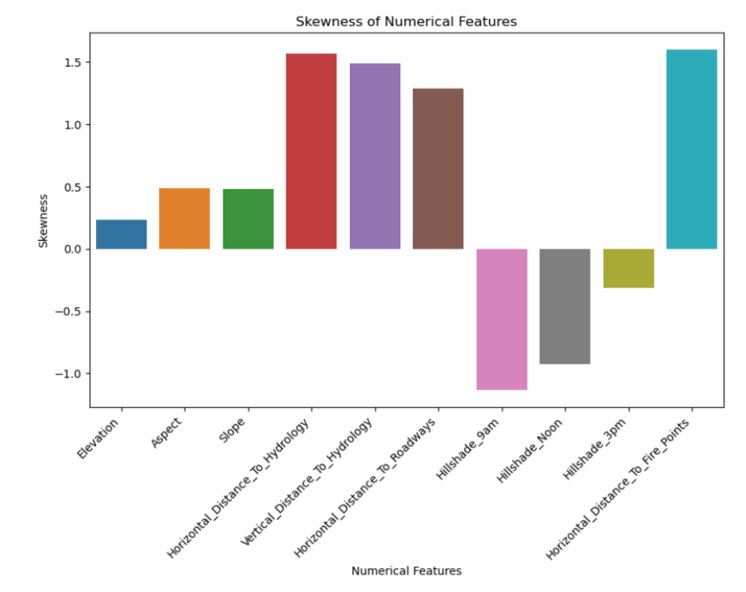 Skewness of Numerical Features
Skewness
1.5
1.0
0.5
0.0
−0.5
−1.0
Elevation
Aspect
Slope
Horizontal_Distance_To_Hydrology
Vertical_Distance_To_Hydrology
Horizontal_Distance_To_Roadways
Hillshade_9am
Hillshade_Noon
Hillshade_3pm
Horizontal_Distance_To_Fire_Points
Numerical Features